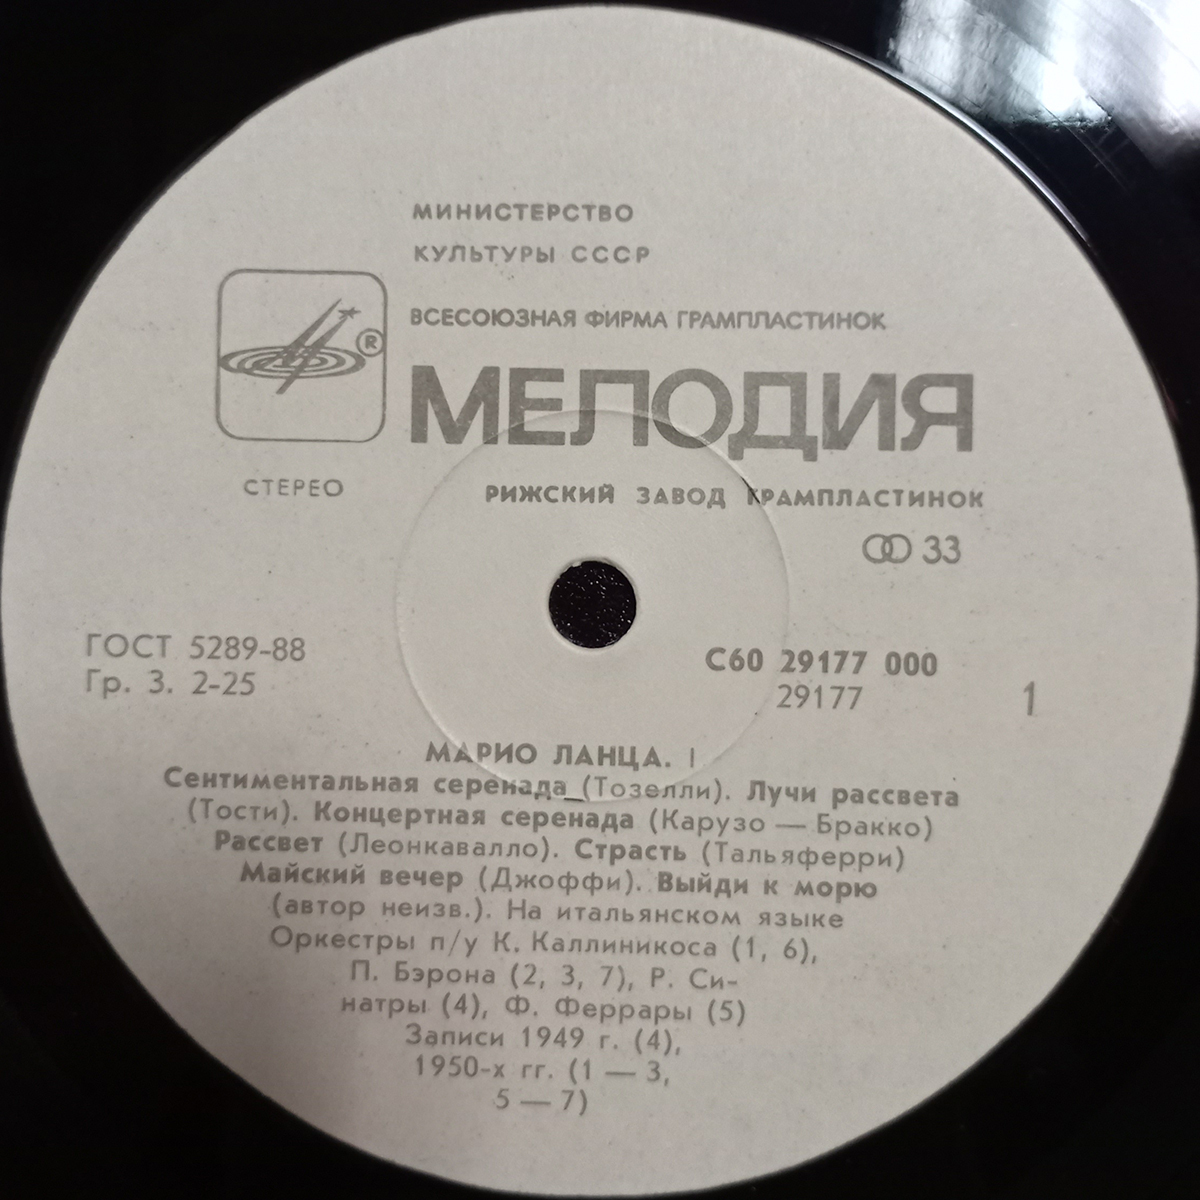 МИНИСТЕРСТВО
КУЛЬТУРЫ СССР
ВСЕСОЮЗНАЯ ФИРМА ГРАМПЛАСТИНОК
®
МЕЛОДИЯ
СТЕРЕО
РИЖСКИЙ ЗАВОД ГРАМПЛАСТИНОК
33
ГОСТ 5289-88
Гр. 3. 2-25
С60 29177 000
29177
1
МАРИО ЛАНЦА. I
Сентиментальная серенада (Тозелли). Лучи рассвета
(Тости). Концертная серенада (Карузо — Бракко)
Рассвет (Леонкавалло). Страсть (Тальяферри)
Майский вечер (Джоффи). Выйди к морю
(автор неизв.). На итальянском языке
Оркестры п/у К. Каллиникоса (1, 6),
П. Бэрона (2, 3, 7), Р. Си-
натры (4), Ф. Феррары (5)
Записи 1949 г. (4),
1950-х гг. (1 — 3,
5 — 7)